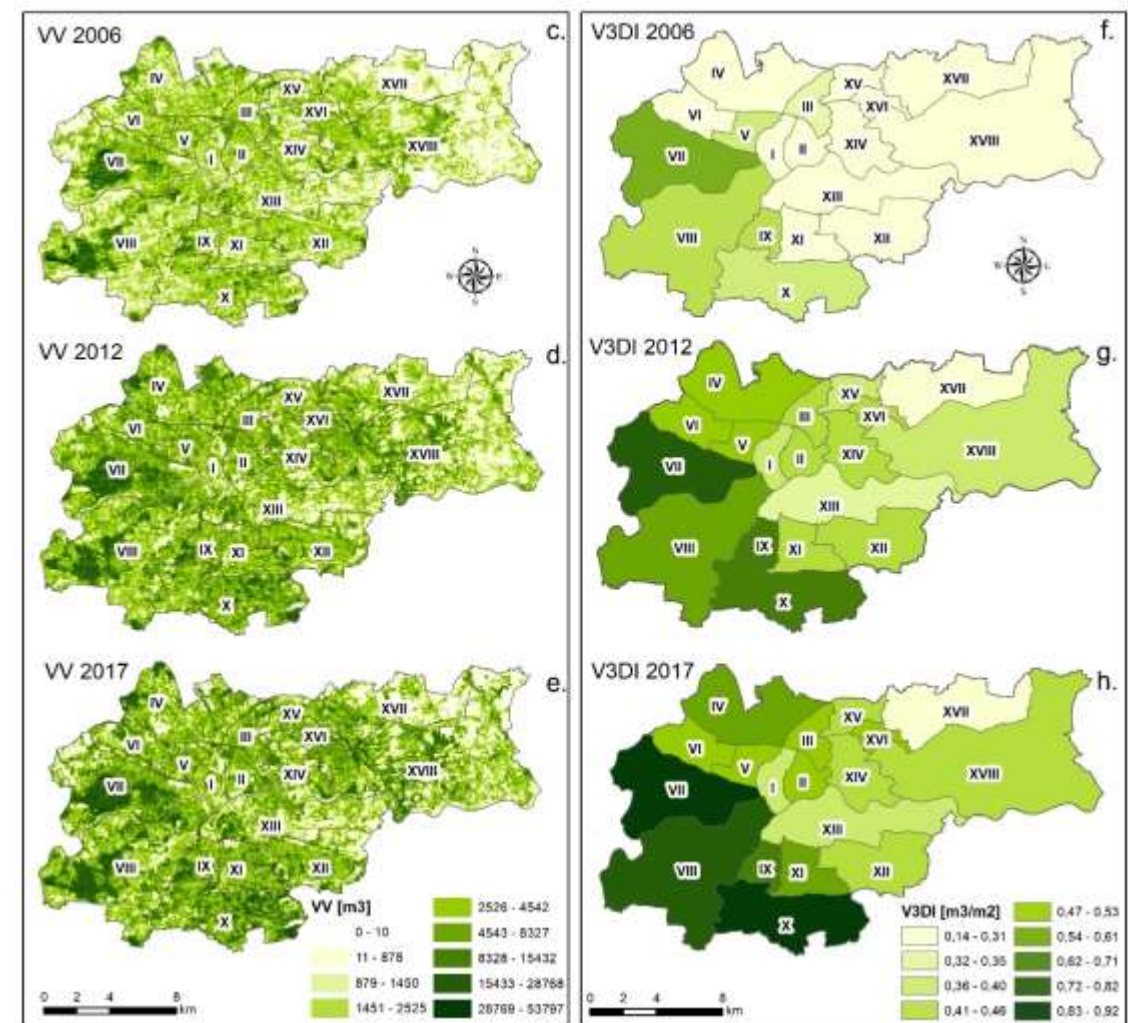 VV 2006
c.
IV
XV
XVII
VI
III
XVI
V
I
II
XIV
XVIII
VII
XIII
VIII
IX
XI
XII
X
N
S
VV 2012
d.
IV
XV
XVII
VI
III
XVI
V
I
II
XIV
XVIII
VII
XIII
VIII
IX
XI
XII
X
VV 2017
e.
IV
XV
XVII
VI
III
XVI
V
I
II
XIV
XVIII
VII
XIII
VIII
IX
XI
XII
X
VV [m3]
0 - 10
11 - 878
879 - 1450
1451 - 2525
2526 - 4542
4543 - 8327
8328 - 15432
15433 - 28768
28769 - 53797
0 2 4 8
km
V3DI 2006
f.
IV
XV
XVII
VI
III
XVI
V
I
II
XIV
XVIII
VII
XIII
VIII
IX
XI
XII
X
N
S
V3DI 2012
g.
IV
XV
XVII
VI
III
XVI
V
I
II
XIV
XVIII
VII
XIII
VIII
IX
XI
XII
X
V3DI 2017
h.
IV
XV
XVII
VI
III
XVI
V
I
II
XIV
XVIII
VII
XIII
VIII
IX
XI
XII
X
V3DI [m3/m2]
0,14 - 0,31
0,32 - 0,35
0,36 - 0,40
0,41 - 0,46
0,47 - 0,53
0,54 - 0,61
0,62 - 0,71
0,72 - 0,82
0,83 - 0,92
0 2 4 8
km